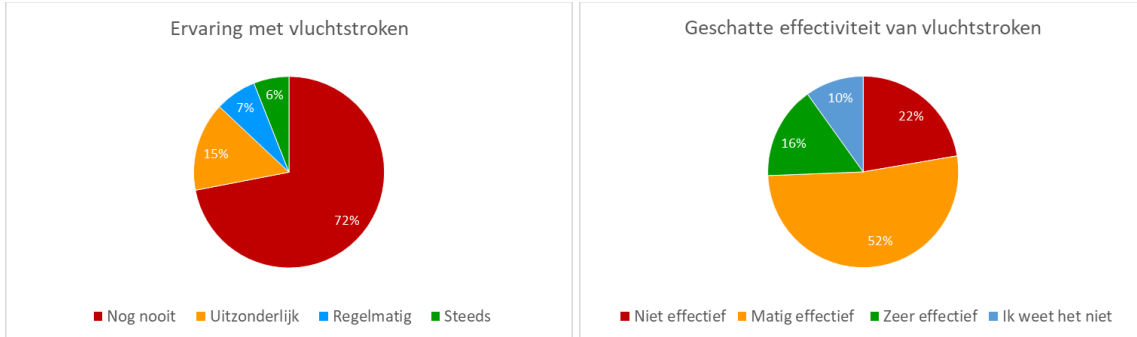 Ervaring met vluchtstroken
6%
7%
15%
72%
Nog nooit Uitzonderlijk Regelmatig Steeds
Geschatte effectiviteit van vluchtstroken
10%
22%
16%
52%
Niet effectief Matig effectief Zeer effectief Ik weet het niet